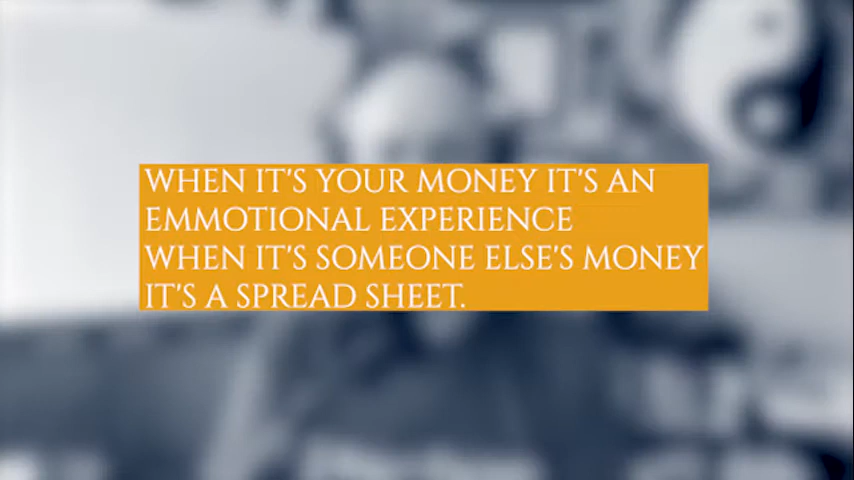 WHEN IT'S YOUR MONEY IT'S AN
EMMOTIONAL EXPERIENCE
WHEN IT'S SOMEONE ELSE'S MONEY
IT'S A SPREAD SHEET.